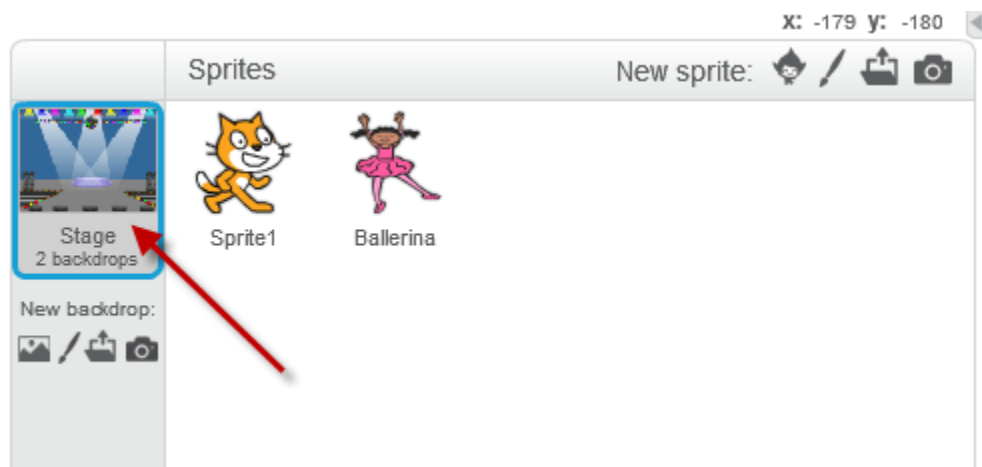 x: -179 y: -180
Sprites
New sprite:
Stage
2 backdrops
Sprite1
Ballerina
New backdrop: